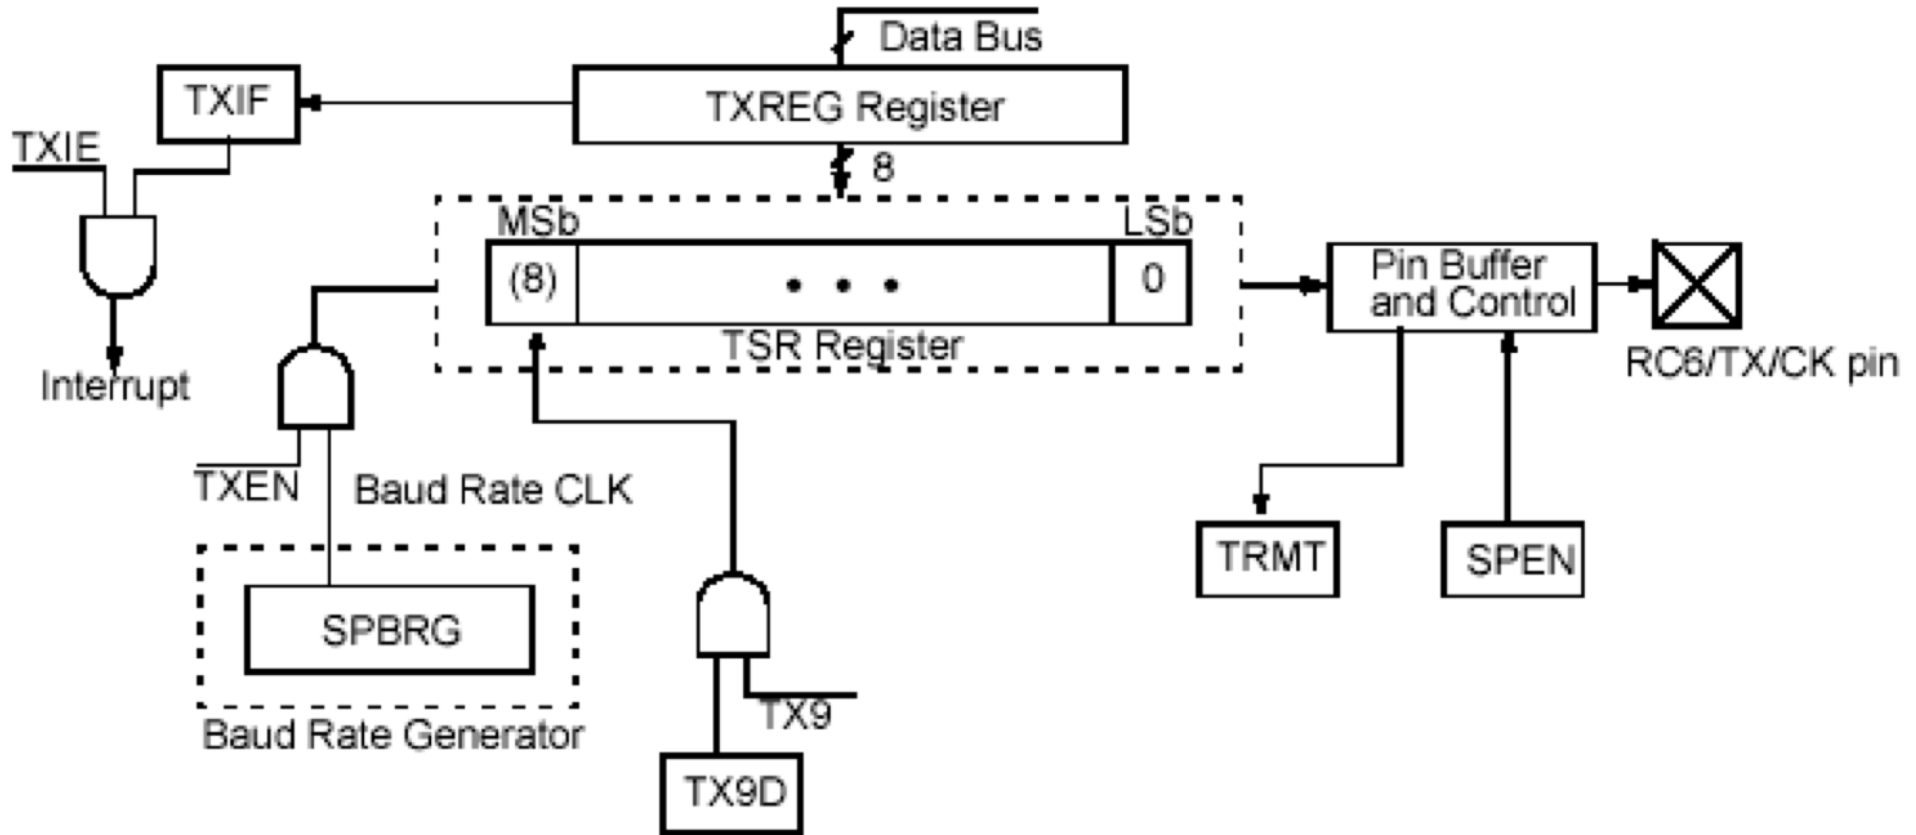 Data Bus
TXIF
TXREG Register
TXIE
8
MSb
LSb
(8)
0
Pin Buffer
and Control
TSR Register
RC6/TX/CK pin
Interrupt
TXEN
Baud Rate CLK
TRMT
SPEN
SPBRG
TX9
Baud Rate Generator
TX9D